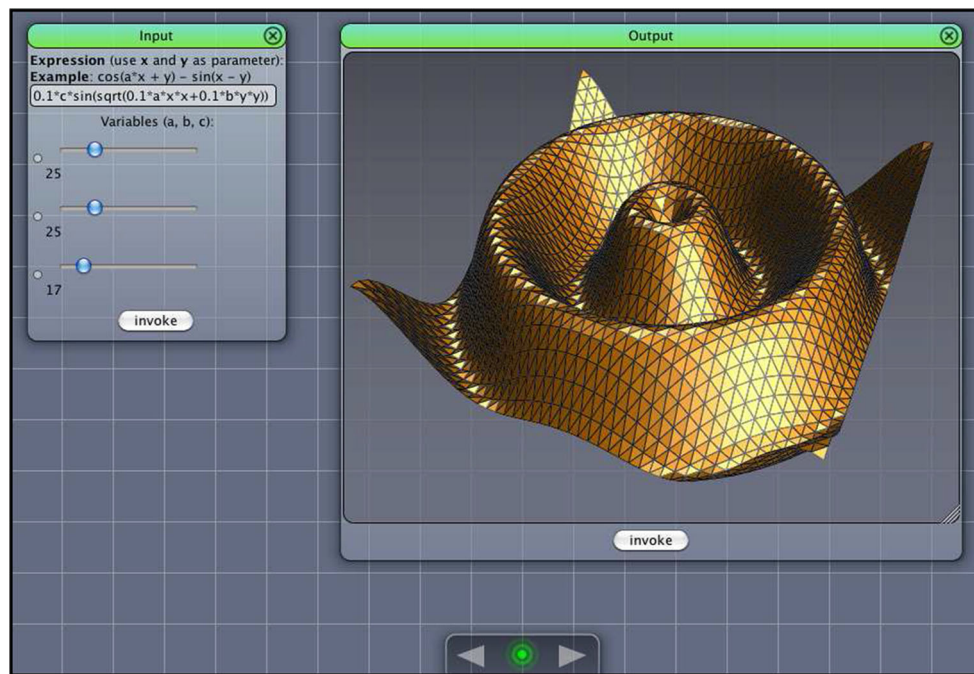 Input
Expression (use x and y as parameter):
Example: cos(a*x + y) – sin(x – y)
0.1*c*sin(sqrt(0.1*a*x*x+0.1*b*y*y))
Variables (a, b, c):
25
25
17
invoke
Output
invoke